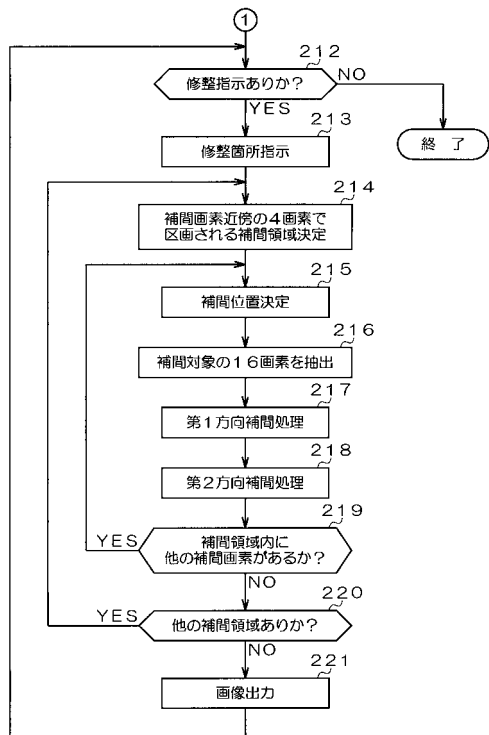 1
212
修整指示ありか？
NO
YES
終 了
213
修整箇所指示
214
補間画素近傍の4画素で
区画される補間領域決定
215
補間位置決定
216
補間対象の16画素を抽出
217
第1方向補間処理
218
第2方向補間処理
219
YES
補間領域内に
他の補間画素があるか？
NO
220
YES
他の補間領域ありか？
NO
221
画像出力